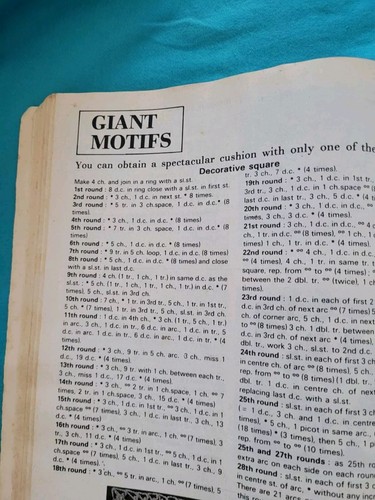 GIANT
MOTIFS
You can obtain a spectacular cushion with only one of the
Decorative square
Make 4 ch. and join in a ring with a sl.st.
1st round : 8 d.c. in ring close with a sl.st. in first st.
2nd round : * 3 ch., 1 d.c. in next st.* 8 times.
3rd round : * 5 tr. in 3 ch.space, 1 d.c. in d.c.* (8
times)
4th round : * 3 ch., 1 d.c. in d.c.* (8 times)
5th round : * 7 tr. in 3 ch. space, 1 d.c. in d.c.* (8
times)
6th round : * 5 ch., 1 d.c. in d.c.* (8 times)
7th round : * 9 tr. in 5 ch. loop, 1 d.c. in d.c. (8 times)
8th round : * 5 ch., 1 d.c. in d.c.* (8 times) and close
with a sl.st. in last d.c.
9th round : 4 ch. (1 tr., 1 ch., 1 tr.) in same d.c. as the
sl.st. : * 5 ch. (1 tr., 1 ch., 1 tr., 1 ch., 1 tr.) in d.c.* (7
times), 5 ch., sl.st. in 3rd ch.
10th round : 7 ch., * 1 tr. in 3rd tr., 5 ch., 1 tr. in 1st tr.,
5 ch. * (7 times), 1 tr. in 3rd tr., 5 ch., sl.st. in 3rd ch.
11th round : 1 d.c. in 4th ch., * 3 ch. (1 tr., 5 ch., 1 tr.)
in arc., 3 ch., 1 d.c. in tr., 6 d.c. in arc., 1 d.c. in tr., 5
d.c. in arc. 1 d.c. in tr., 6 d.c. in arc., 1 d.c. in tr. * (4
times).
12th round : * 3 ch., 9 tr. in 5 arc. 3 ch., miss 1
d.c., 19 d.c. * (4 times).
13th round : * 3 ch., 9 tr. with 1 ch. between each tr.,
3 ch., miss 1 d.c., 17 d.c. * (4 times).
14th round : * 3 ch., °° 2 tr. in 1 ch.space, 1 ch. °° 7
times, 2 tr. in 1 ch.space, 3 ch., 15 d.c. * (4 times)
15th round : * 3 ch., 1 d.c. in 1st tr., °° 3 ch., 1 d.c. in 1
ch.space °° (7 times), 3 ch., 1 d.c. in last tr., 3 ch., 13
d.c. * (4 times)
16th round : * 3 ch., °° 3 tr. in arc., 1 ch. °° (7 times), 3
tr., 3 ch., 11 d.c. * (4 times)
17th round : * 3 ch., 1 d.c. in 1st tr., °° 5 ch., 1 d.c. in 1
ch.space °° (7 times), 5 ch., 1 d.c. in last tr., 3 ch., 9
d.c. * (4 times).
18th round : * 3 ch., °° 5 tr. in arc., 1 ch. °° (7 times), 5
tr., 3 ch., 7 d.c. * (4 times).
19th round : * 3 ch., 1 d.c. in 1st tr.,
3rd tr., 3 ch., 1 d.c. in 1 ch.space °°
last d.c. in last tr., 3 ch., 5 d.c. * (4
20th round : * 3 ch., 1 d.c. in d.c., °°
times, 3 ch., 3 d.c. * (4 times).
21st round : 3 ch., 1 d.c. in d.c., °° 4
ch., 1 tr. in d.c. °° (8 times), °° 1 ch., 1
times) 1 ch., 1 tr. in d.c. * (4 times).
22nd round : * °° 4 ch., 1 d.c. in d.c.
°° (4 times), 4 ch., 1 tr. in same tr. t
square, rep. from °° to °° (4 times) ;
between the 2 dbl. tr. °° (twice), 1 ch
times).
23rd round : 1 d.c. in each of first 2
d.c. in 3rd ch. of next arc °° (7 times) 5
ch. of corner arc, 5 ch., 1 d.c. in next
to °° (8 times) 3 ch. 1 dbl. tr. between
d.c. in 3rd ch. of next arc * (4 times),
dbl. tr., work 3 ch., sl.st. to 2nd d.c.
24th round : sl.st. in each of first 3 ch
in centre ch. of arc °° (8 times), 5 ch.
rep. from °° to °° (8 times) (1 dbl. tr.,
dbl. tr. 1 d.c. in centre ch. of next
replacing last d.c. with a sl.st.
25th round : sl.st. in each of first 3 ch
(= 1 d.c., 3 ch. and 1 d.c. in centre
times) *, 5 ch., 1 picot in same arc.,
(18 times) * (3 times), then 5 ch., 1 p
rep. from °° to °° (10 times).
25th and 27th rounds : as 25th ro
extra arc on each side on each roun
28th round : sl.st. in each of first 3 c
in centre st. of arc, * without any in
There are 21